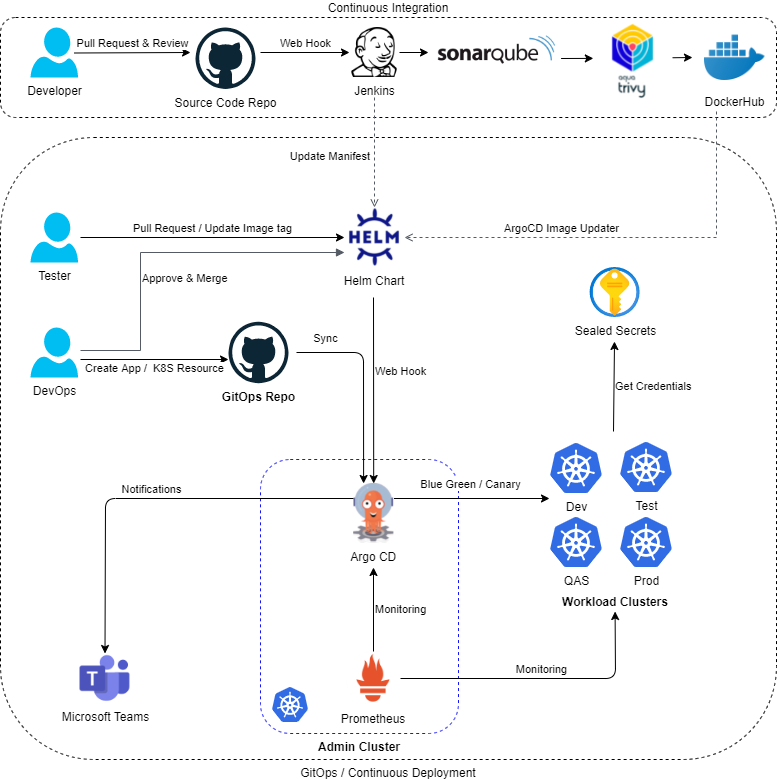 Continuous Integration
Pull Request & Review
Web Hook
sonarqube
aqua
trivy
Developer
Source Code Repo
Jenkins
DockerHub
Update Manifest
Pull Request / Update Image tag
HELM
ArgoCD Image Updater
Tester
Approve & Merge
Helm Chart
Sealed Secrets
Sync
Create App / K8S Resource
Web Hook
DevOps
GitOps Repo
Get Credentials
Notifications
Blue Green / Canary
Dev
Test
Argo CD
QAS
Prod
Workload Clusters
Monitoring
Monitoring
T
Microsoft Teams
Prometheus
Admin Cluster
GitOps / Continuous Deployment